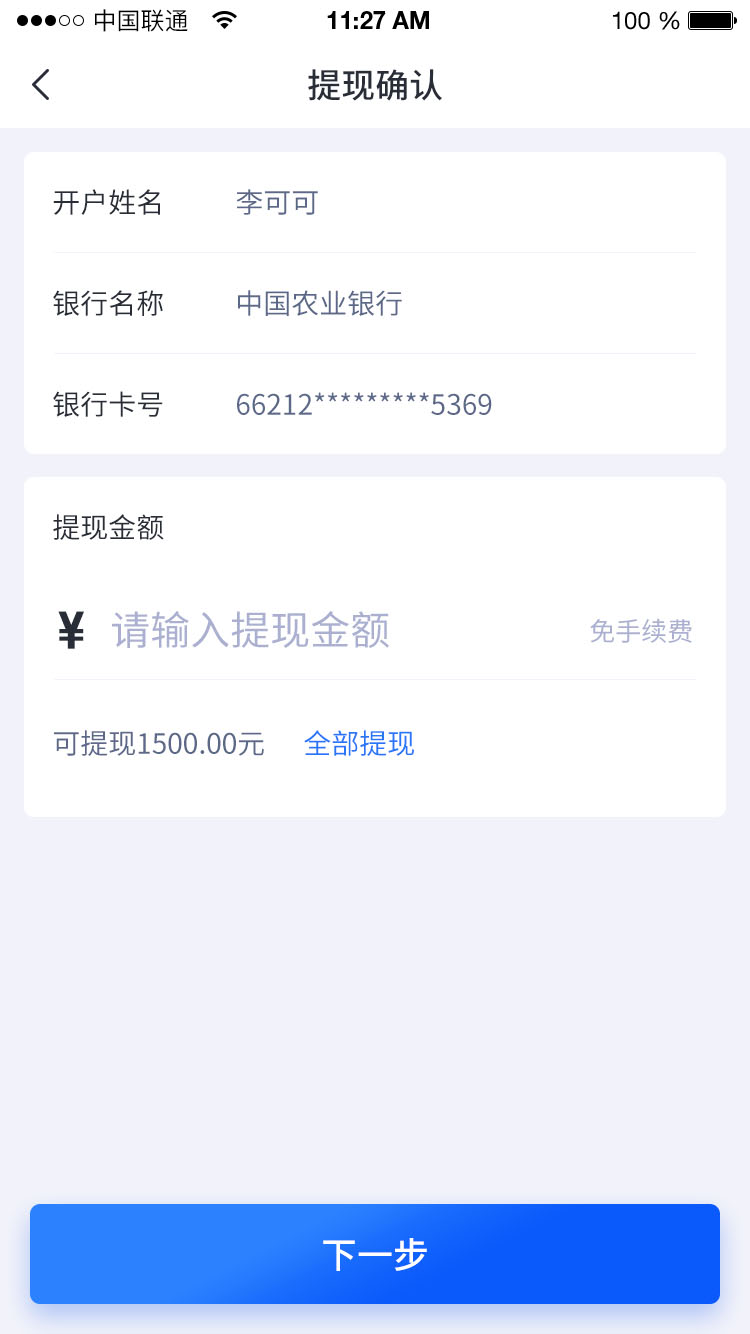 中国联通 11:27 AM 100 %
提现确认
开户姓名 李可可
银行名称 中国农业银行
银行卡号 66212*********5369
提现金额
¥ 请输入提现金额 免手续费
可提现1500.00元 全部提现
下一步